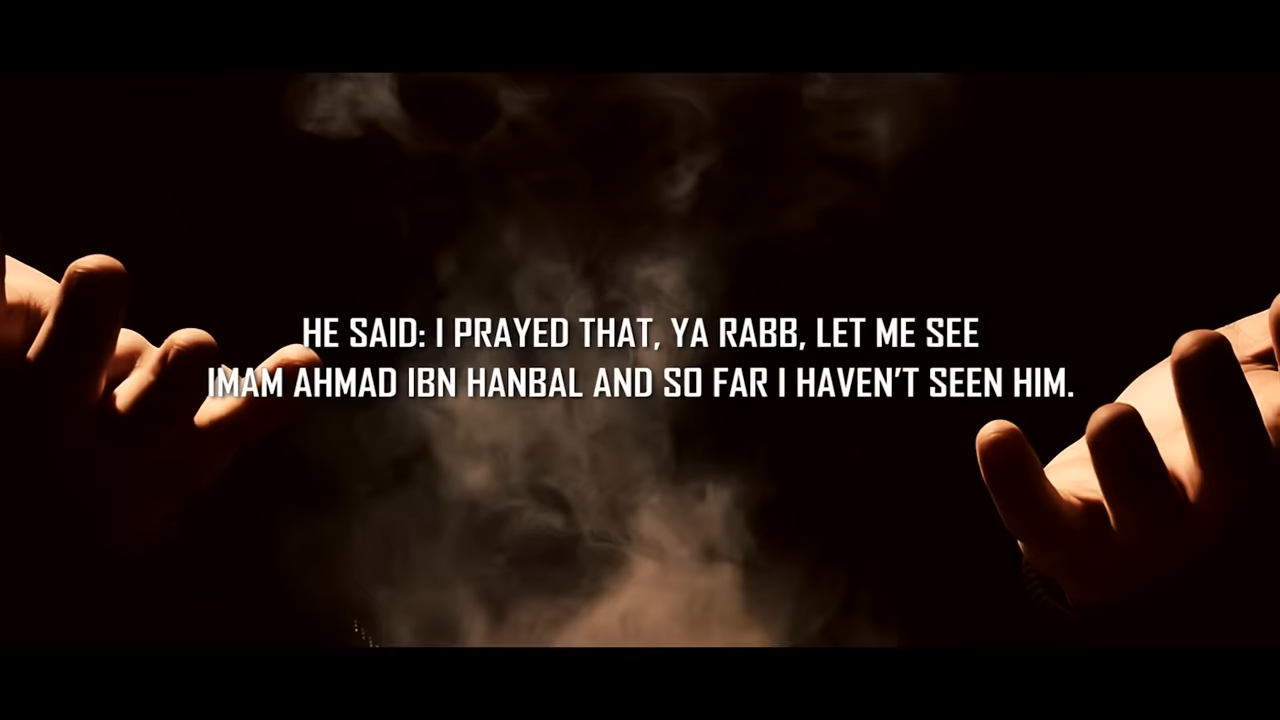 HE SAID: I PRAYED THAT, YA RABB, LET ME SEE
IMAM AHMAD IBN HANBAL AND SO FAR I HAVEN'T SEEN HIM.